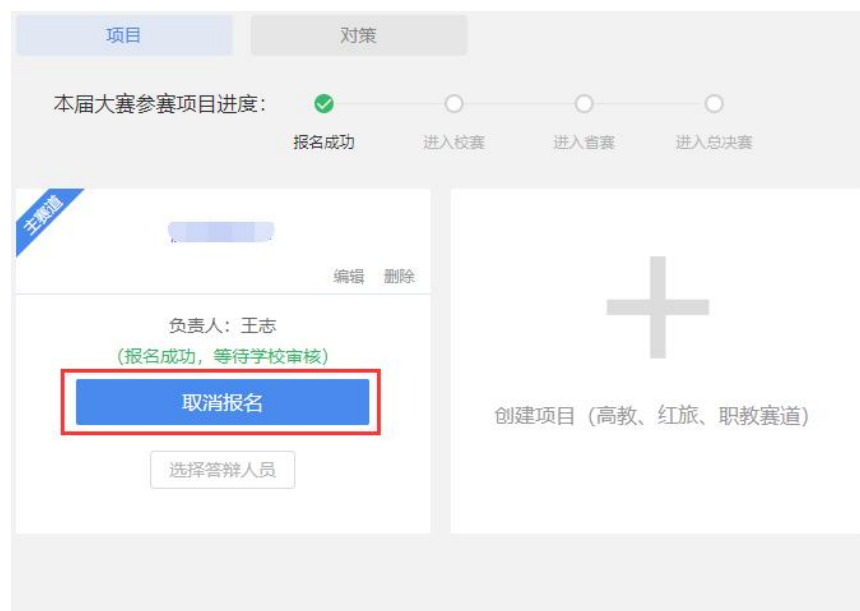 项目
对策
本届大赛参赛项目进度：
报名成功
进入校赛
进入省赛
进入总决赛
主赛道
编辑 删除
负责人：王志
（报名成功，等待学校审核）
取消报名
选择答辩人员
创建项目（高教、红旅、职教赛道）